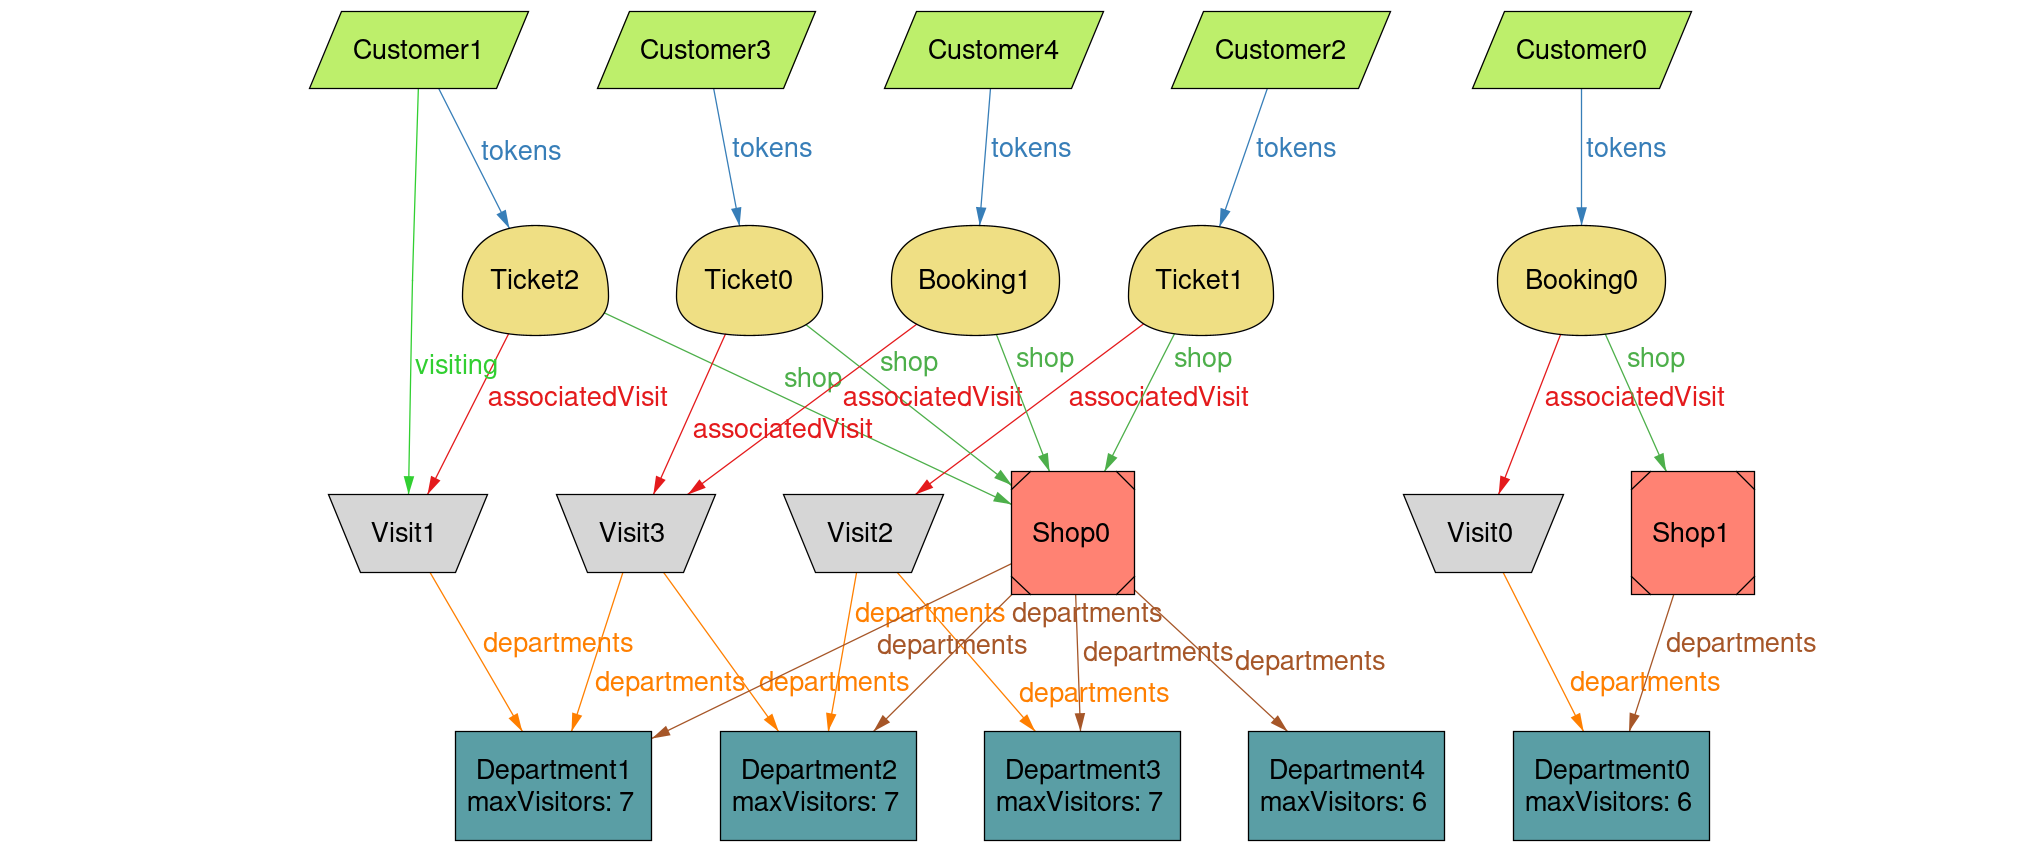 Customer1
Customer3
Customer4
Customer2
Customer0
tokens
tokens
tokens
tokens
tokens
Ticket2
Ticket0
Booking1
Ticket1
Booking0
visiting
shop
shop
shop
shop
shop
associatedVisit
associatedVisit
associatedVisit
associatedVisit
associatedVisit
Visit1
Visit3
Visit2
Shop0
Visit0
Shop1
departments
departments
departments
departments
departments
departments
departments
departments
departments
departments
departments
Department1
maxVisitors: 7
Department2
maxVisitors: 7
Department3
maxVisitors: 7
Department4
maxVisitors: 6
Department0
maxVisitors: 6